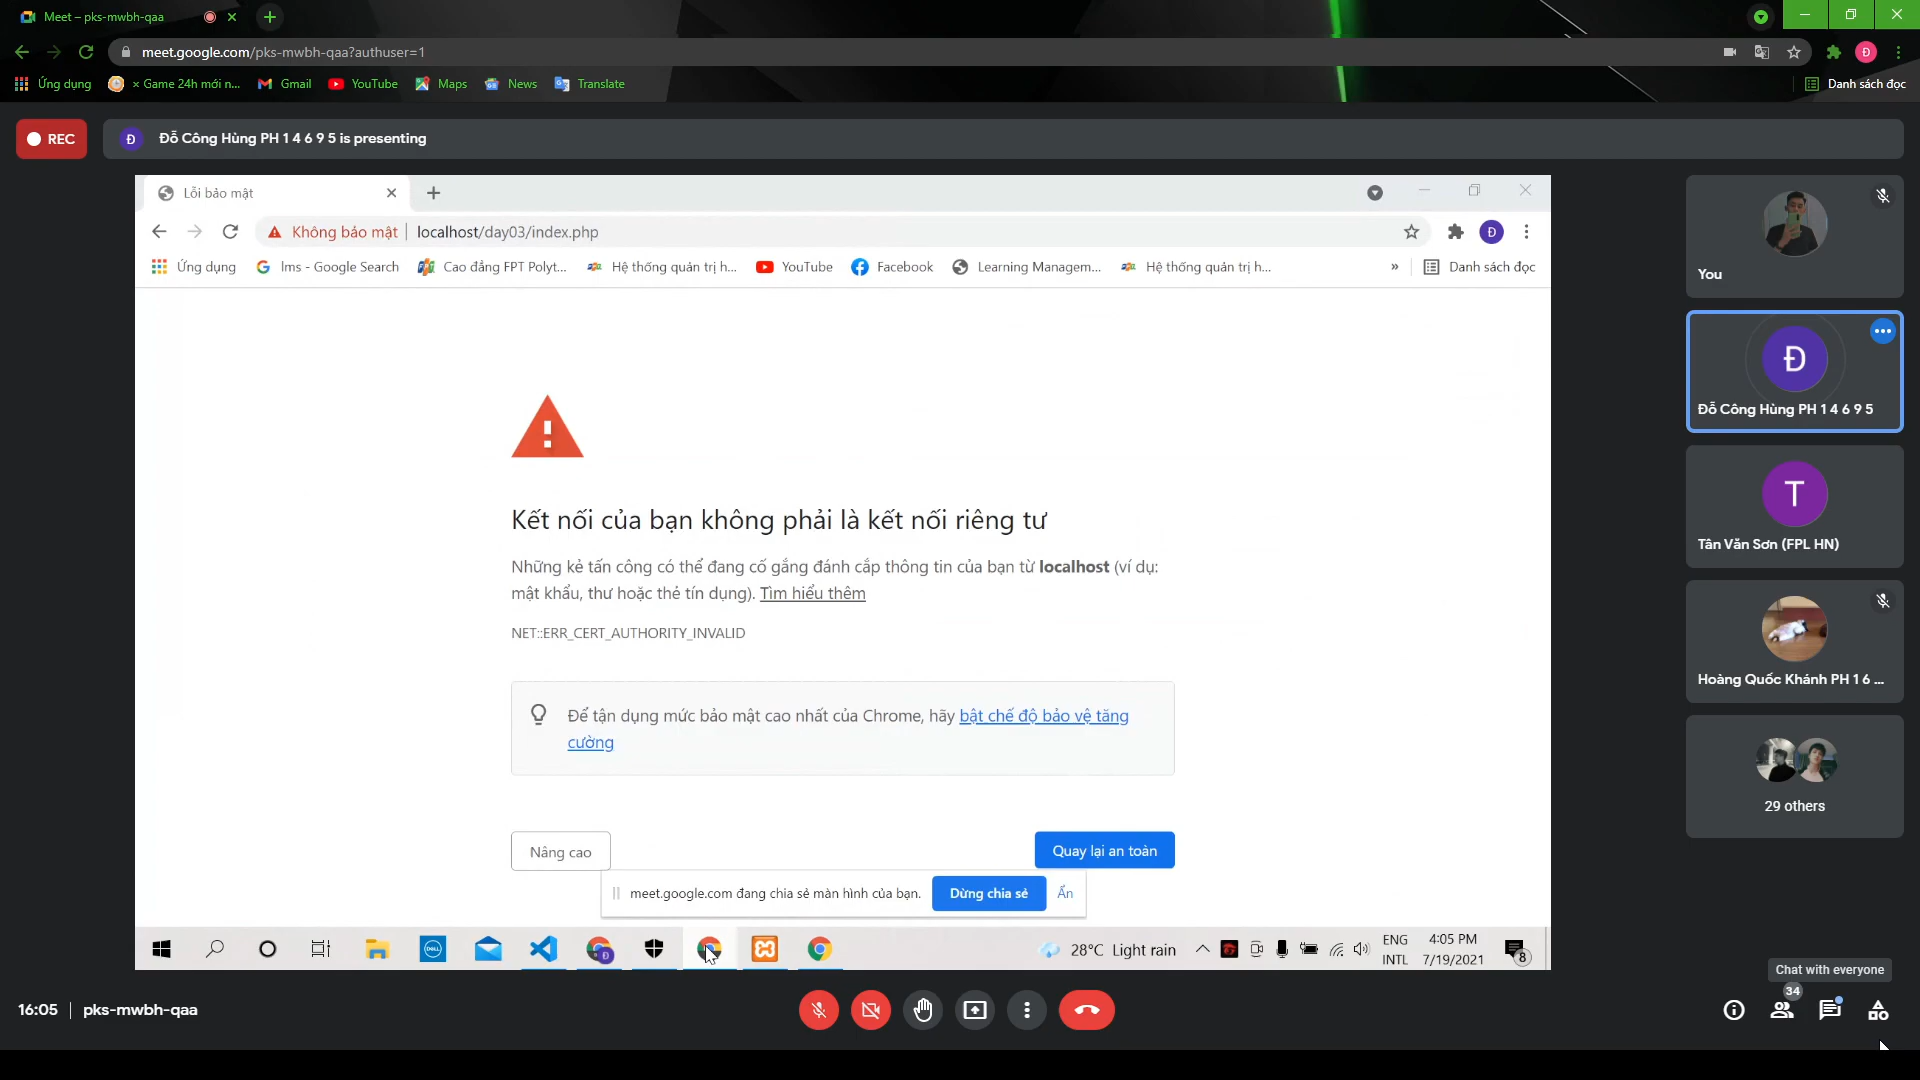 Meet – pks-mwbh-qaa
meet.google.com/pks-mwbh-qaa?authuser=1
Đ
Ứng dụng
× Game 24h mới n...
Gmail
YouTube
Maps
News
Translate
Danh sách đọc
REC
Đ
Đỗ Công Hùng PH 1 4 6 9 5 is presenting
Lỗi bảo mật
Không bảo mật
localhost/day03/index.php
Đ
Ứng dụng
lms - Google Search
Cao đẳng FPT Polyt...
Hệ thống quản trị h...
YouTube
Facebook
Learning Managem...
Hệ thống quản trị h...
»
Danh sách đọc
Kết nối của bạn không phải là kết nối riêng tư
Những kẻ tấn công có thể đang cố gắng đánh cắp thông tin của bạn từ localhost (ví dụ:
mật khẩu, thư hoặc thẻ tín dụng). Tìm hiểu thêm
NET::ERR_CERT_AUTHORITY_INVALID
Để tận dụng mức bảo mật cao nhất của Chrome, hãy bật chế độ bảo vệ tăng
cường
Nâng cao
Quay lại an toàn
meet.google.com đang chia sẻ màn hình của bạn.
Dừng chia sẻ
Ẩn
DELL
Đ
28°C Light rain
ENG
INTL
4:05 PM
7/19/2021
8
You
Đ
Đỗ Công Hùng PH 1 4 6 9 5
T
Tân Văn Sơn (FPL HN)
Hoàng Quốc Khánh PH 1 6 ...
29 others
Chat with everyone
34
16:05
pks-mwbh-qaa